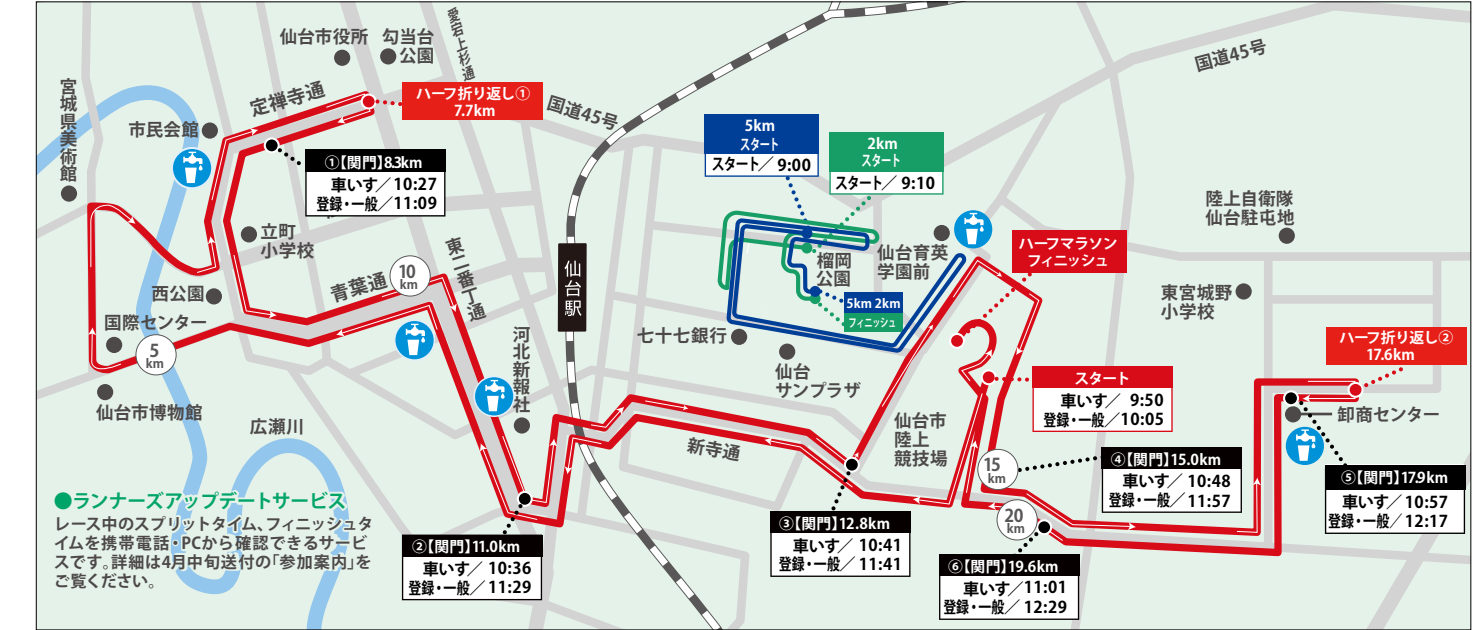 仙台市役所
勾当台
公園
愛宕上杉通
国道45号
国道45号
宮城県美術館
定禅寺通
市民会館
ハーフ折り返し①
7.7km
①【関門】8.3km
車いす／10:27
登録・一般／11:09
立町
小学校
東二番丁通
青葉通
10
km
西公園
国際センター
5
km
仙台市博物館
広瀬川
河北新報社
仙台駅
5km
スタート
スタート／ 9:00
2km
スタート
スタート／ 9:10
榴岡
公園
5km 2km
フィニッシュ
仙台育英
学園前
七十七銀行
仙台
サンプラザ
ハーフマラソン
フィニッシュ
陸上自衛隊
仙台駐屯地
東宮城野
小学校
スタート
車いす／ 9:50
登録・一般／10:05
ハーフ折り返し②
17.6km
卸商センター
仙台市
陸上
競技場
新寺通
15
km
20
km
②【関門】11.0km
車いす／ 10:36
登録・一般／ 11:29
③【関門】12.8km
車いす／ 10:41
登録・一般／ 11:41
④【関門】15.0km
車いす／ 10:48
登録・一般／ 11:57
⑤【関門】17.9km
車いす／ 10:57
登録・一般／ 12:17
⑥【関門】19.6km
車いす／ 11:01
登録・一般／ 12:29
●ランナーズアップデートサービス
レース中のスプリットタイム、フィニッシュタ
イムを携帯電話・PCから確認できるサービ
スです。詳細は4月中旬送付の「参加案内」を
ご覧ください。